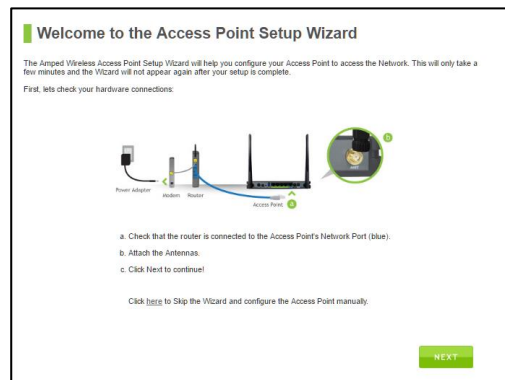 Welcome to the Access Point Setup Wizard
The Amped Wireless Access Point Setup Wizard will help you configure your Access Point to access the Network. This will only take a
few minutes and the Wizard will not appear again after your setup is complete.
First, lets check your hardware connections:
b
Power Adapter
Modem
Router
Access Point
a
a. Check that the router is connected to the Access Point's Network Port (blue).
b. Attach the Antennas.
c. Click Next to continue!
Click here to Skip the Wizard and configure the Access Point manually.
NEXT